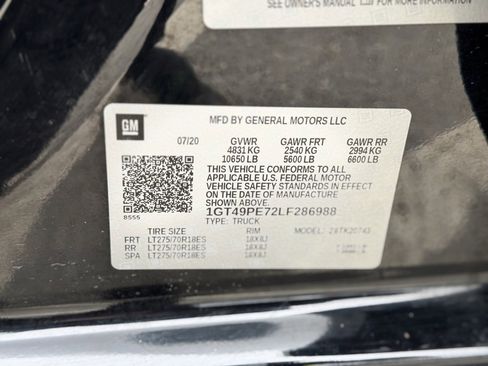 SEE OWNER'S MANUAL FOR MORE INFORMATION
GM
MFD BY GENERAL MOTORS LLC
07/20 GVWR GAWR FRT GAWR RR
4831 KG 2540 KG 2994 KG
10650 LB 5600 LB 6600 LB
THIS VEHICLE CONFORMS TO ALL
APPLICABLE U.S. FEDERAL MOTOR
VEHICLE SAFETY STANDARDS IN EFFECT
ON THE DATE OF MANUFACTURE
SHOWN ABOVE.
8555
1GT49PE72LF286988
TYPE: TRUCK
TIRE SIZE RIM MODEL:
FRT LT275/70R18ES 18X8J
RR LT275/70R18ES 18X8J
SPA LT275/70R18ES 18X8J